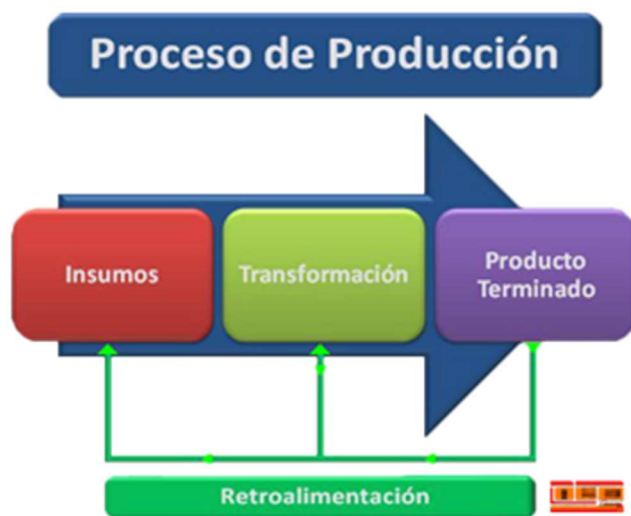 Proceso de Producción
Insumos
Transformación
Producto
Terminado
Retroalimentación